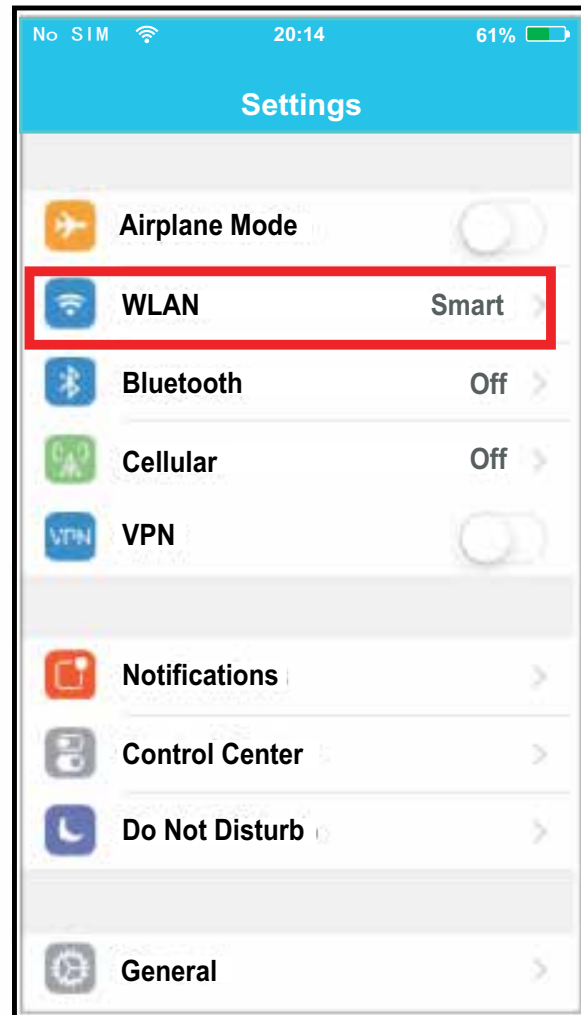 No SIM 20:14 61%
Settings
Airplane Mode
WLAN Smart
Bluetooth Off
Cellular Off
VPN VPN
Notifications
Control Center
Do Not Disturb
General